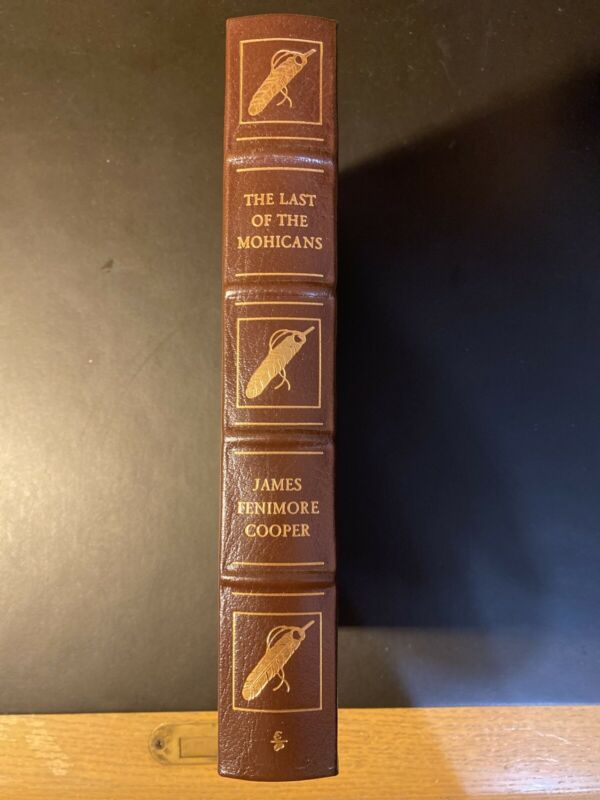 THE LAST
OF THE
MOHICANS
JAMES
FENIMORE
COOPER